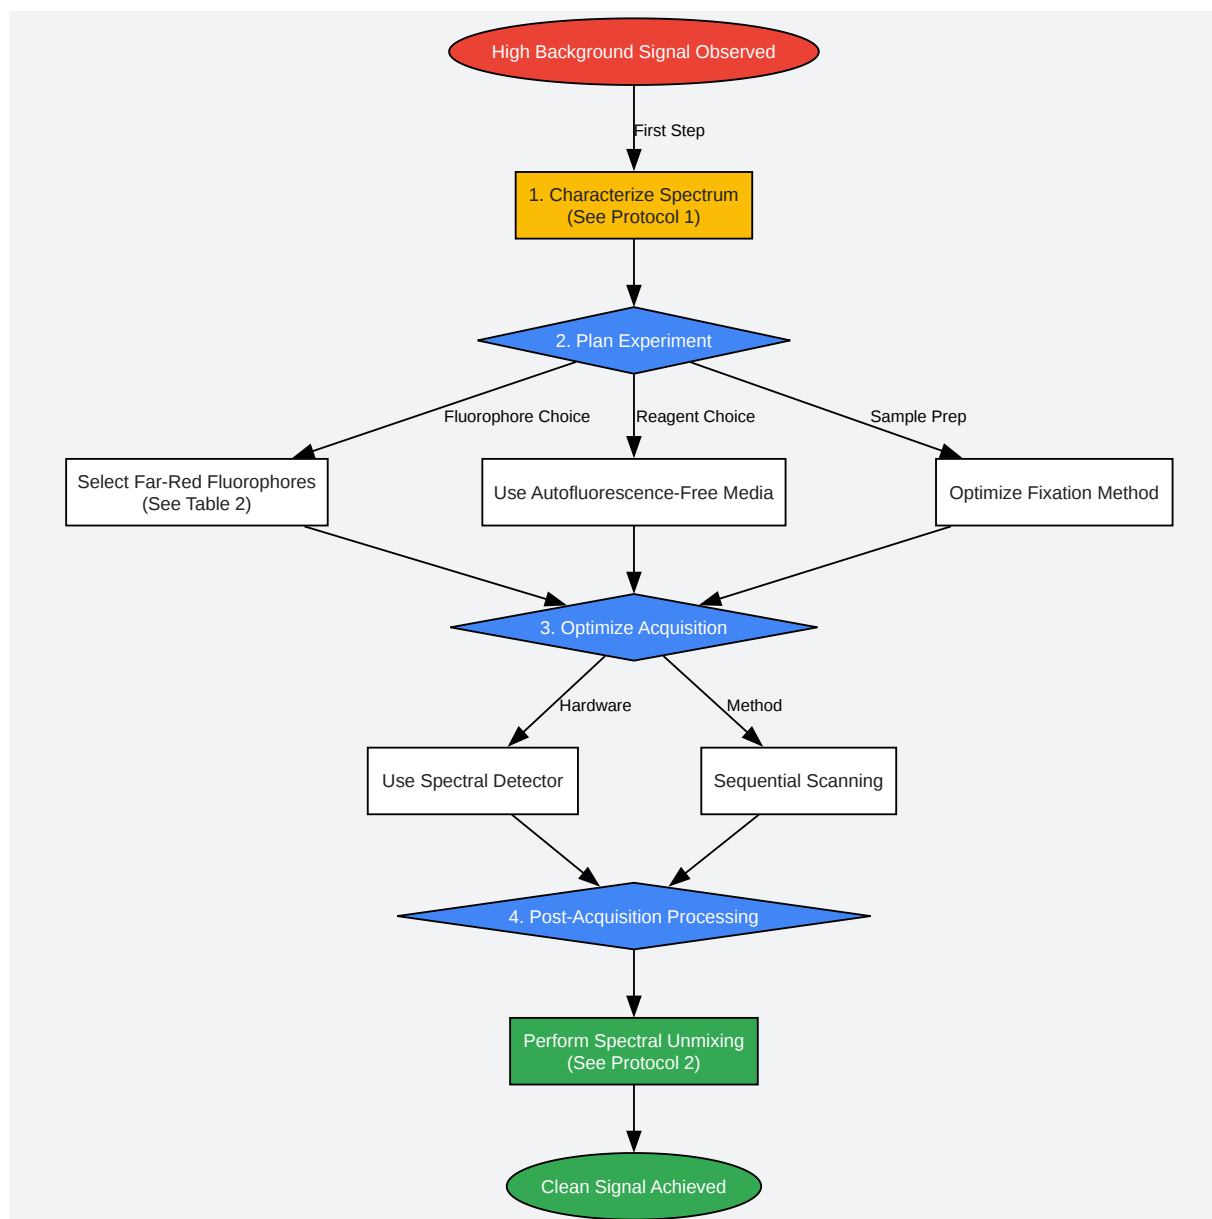 High Background Signal Observed
First Step
1. Characterize Spectrum
(See Protocol 1)
2. Plan Experiment
Fluorophore Choice
Reagent Choice
Sample Prep
Select Far-Red Fluorophores
(See Table 2)
Use Autofluorescence-Free Media
Optimize Fixation Method
3. Optimize Acquisition
Hardware
Method
Use Spectral Detector
Sequential Scanning
4. Post-Acquisition Processing
Perform Spectral Unmixing
(See Protocol 2)
Clean Signal Achieved